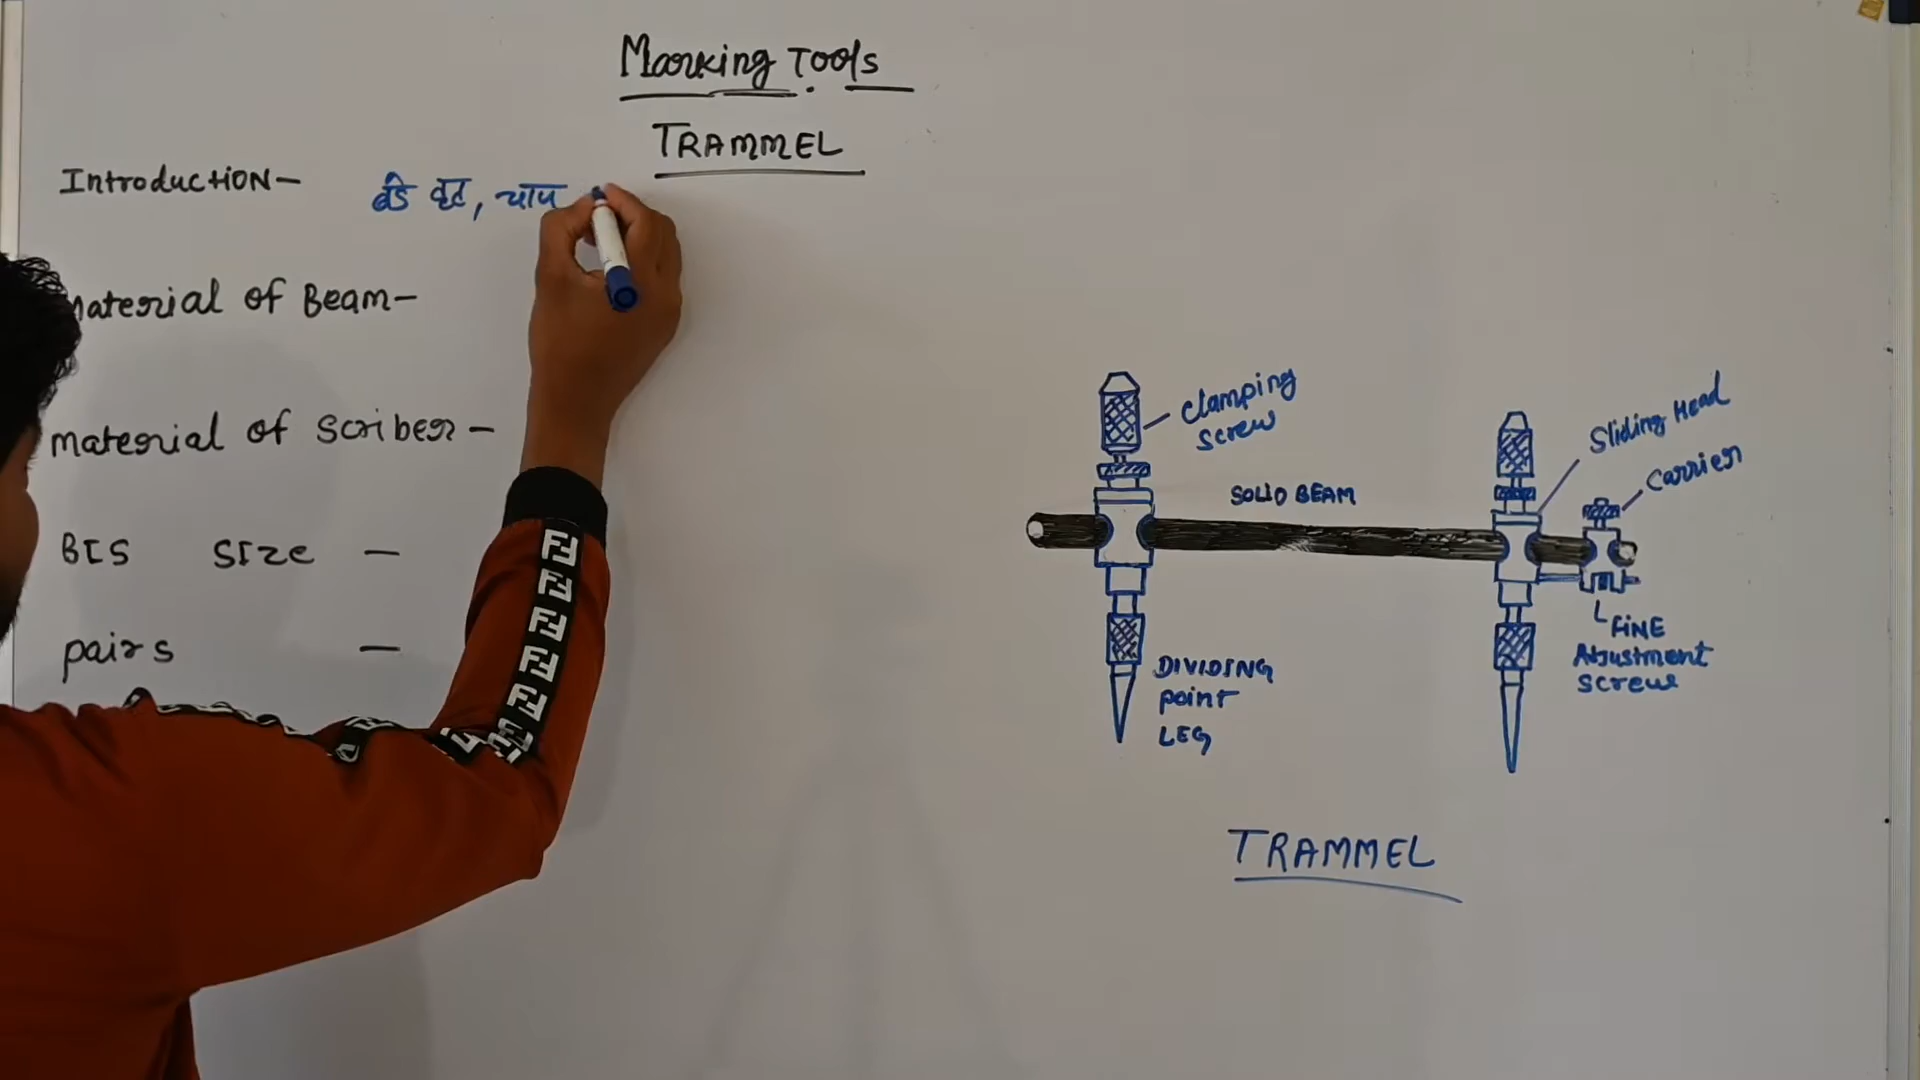 Marking Tools
TRAMMEL
Introduction-
बडे वृत, चाप
Material of Beam-
Material of Scriber-
BIS Size -
pairs -
Clamping
Screw
Sliding Head
Carrier
SOLID BEAM
DIVIDING
point
LEG
FINE
Adjustment
Screw
TRAMMEL